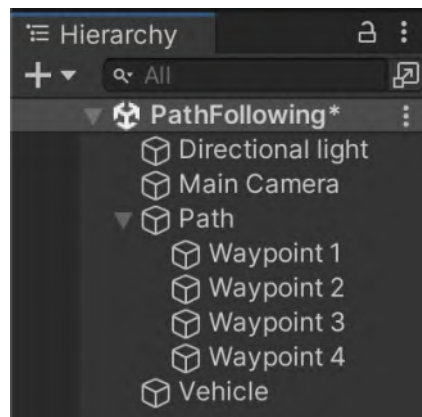 Hierarchy
All
PathFollowing*
Directional light
Main Camera
Path
Waypoint 1
Waypoint 2
Waypoint 3
Waypoint 4
Vehicle